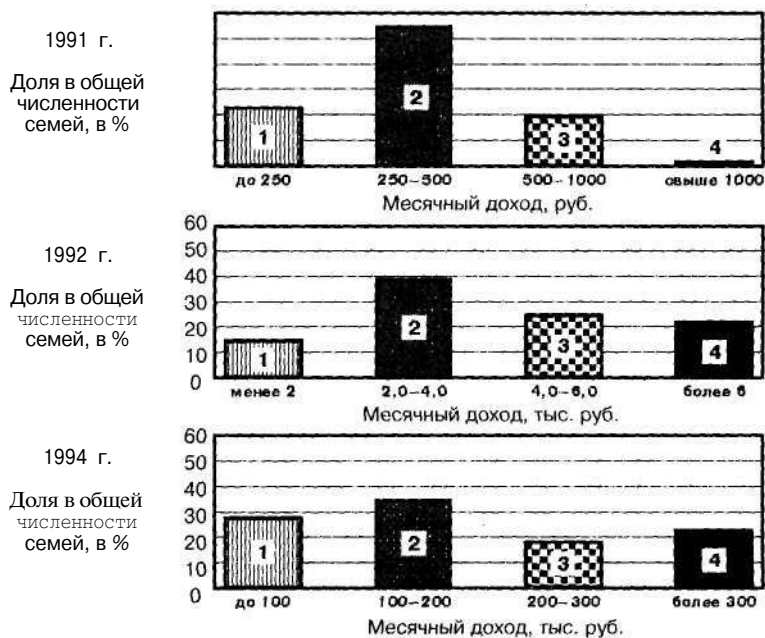 1991 г.
Доля в общей
численности
семей, в %
1
2
3
4
до 250
250–500
500–1000
свыше 1000
Месячный доход, руб.
1992 г.
Доля в общей
численности
семей, в %
60
50
40
30
20
10
0
1
2
3
4
менее 2
2,0–4,0
4,0–6,0
более 6
Месячный доход, тыс. руб.
1994 г.
Доля в общей
численности
семей, в %
60
50
40
30
20
10
0
1
2
3
4
до 100
100–200
200–300
более 300
Месячный доход, тыс. руб.